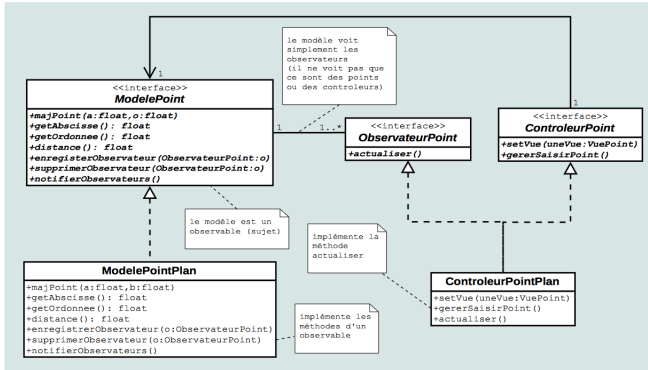 le modèle voit
simplement les
observateurs
(il ne voit pas que
ce sont des points
ou des controleurs)
1
1
<<interface>>
ModelePoint
+majPoint(a:float,o:float)
+getAbscisse(): float
+getOrdonnee(): float
+distance(): float
+enregisterObservateur(ObservateurPoint:o)
+supprimerObservateur(ObservateurPoint:o)
+notifierObservateurs()
1
1..*
<<interface>>
ObservateurPoint
+actualiser()
<<interface>>
ControleurPoint
+setVue(uneVue:VuePoint)
+gererSaisirPoint()
le modèle est un
observable (sujet)
implémente la
méthode
actualiser
ModelePointPlan
+majPoint(a:float,b:float)
+getAbscisse(): float
+getOrdonnee(): float
+distance(): float
+enregistrerObservateur(o:ObservateurPoint)
+supprimerObservateur(o:ObservateurPoint)
+notifierObservateurs()
implémente les
méthodes d'un
observable
ControleurPointPlan
+setVue(uneVue:VuePoint)
+gererSaisirPoint()
+actualiser()